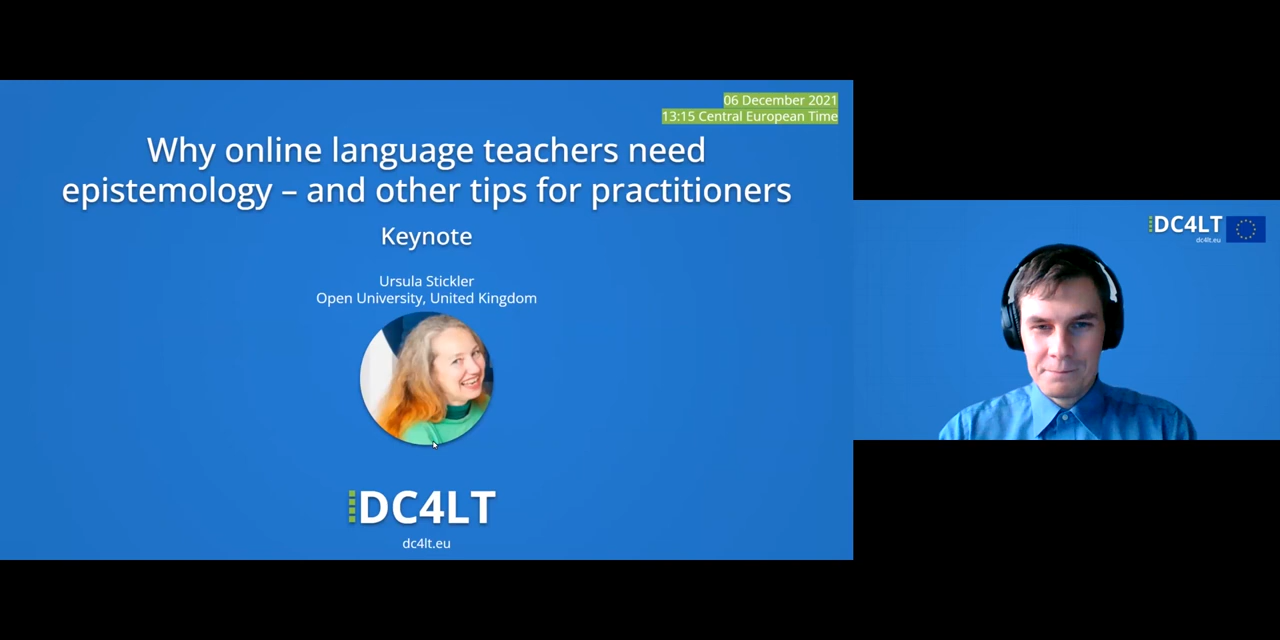 06 December 2021
13:15 Central European Time
Why online language teachers need
epistemology – and other tips for practitioners
Keynote
Ursula Stickler
Open University, United Kingdom
DC4LT
dc4lt.eu
DC4LT
dc4lt.eu